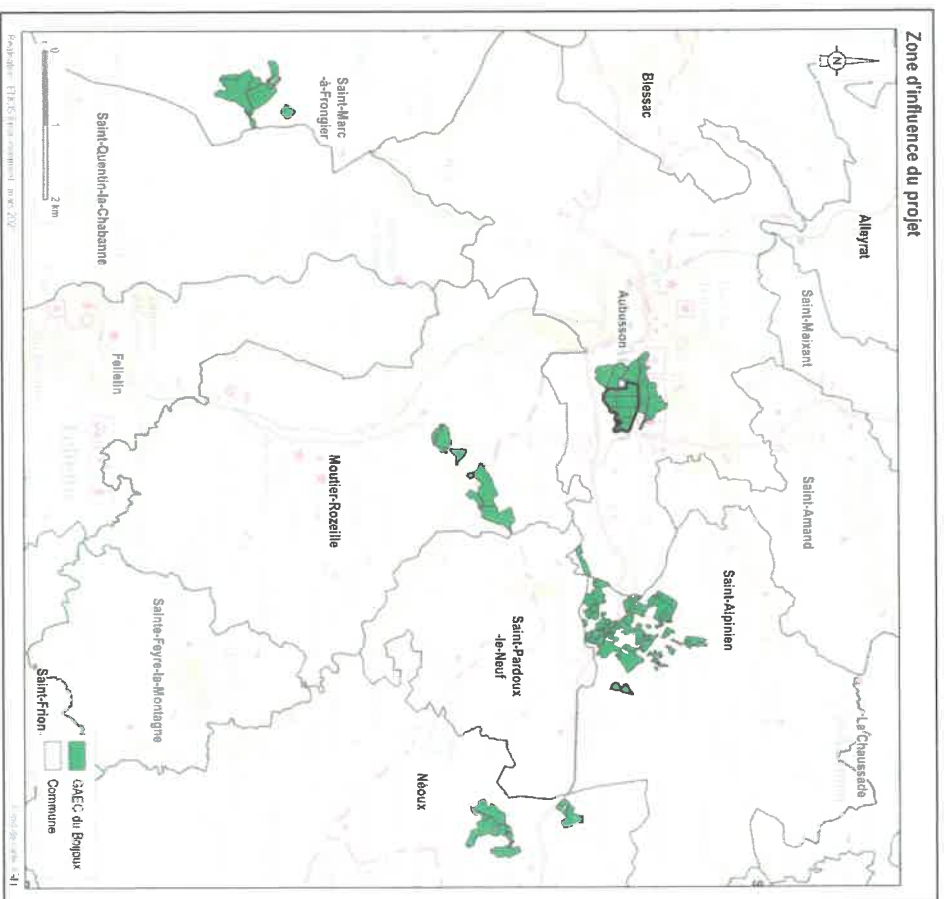 Zone d'influence du projet
N
Alleyrat
Saint-Maixant
Saint-Amand
La Chaussade
Blessac
Aubusson
Saint-Alpinien
Saint-Marc
-à-Frongier
Moutier-Rozeille
Saint-Pardoux
-le-Neuf
Néoux
Saint-Quentin-la-Chabanne
Felletin
Sainte-Feyre-la-Montagne
Saint-Frion
0 1 2 km
GAEC du Boyoux
Commune